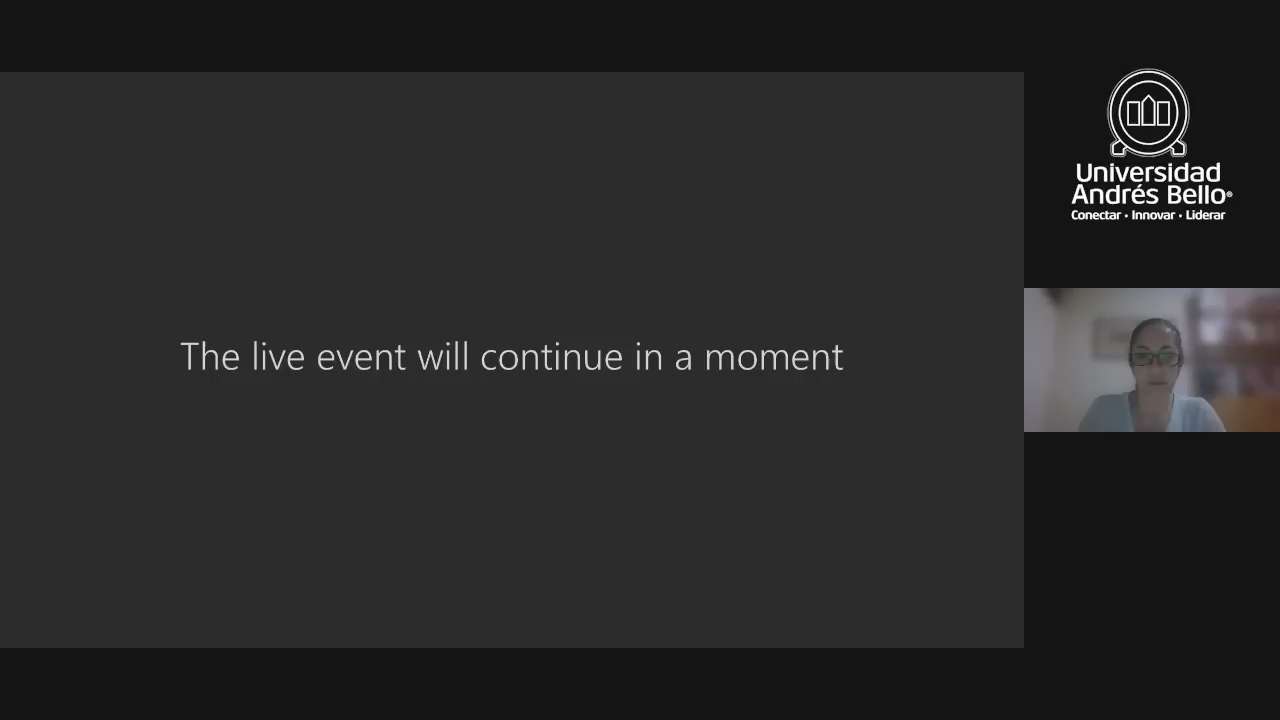 The live event will continue in a moment
Universidad
Andrés Bello®
Conectar • Innovar • Liderar